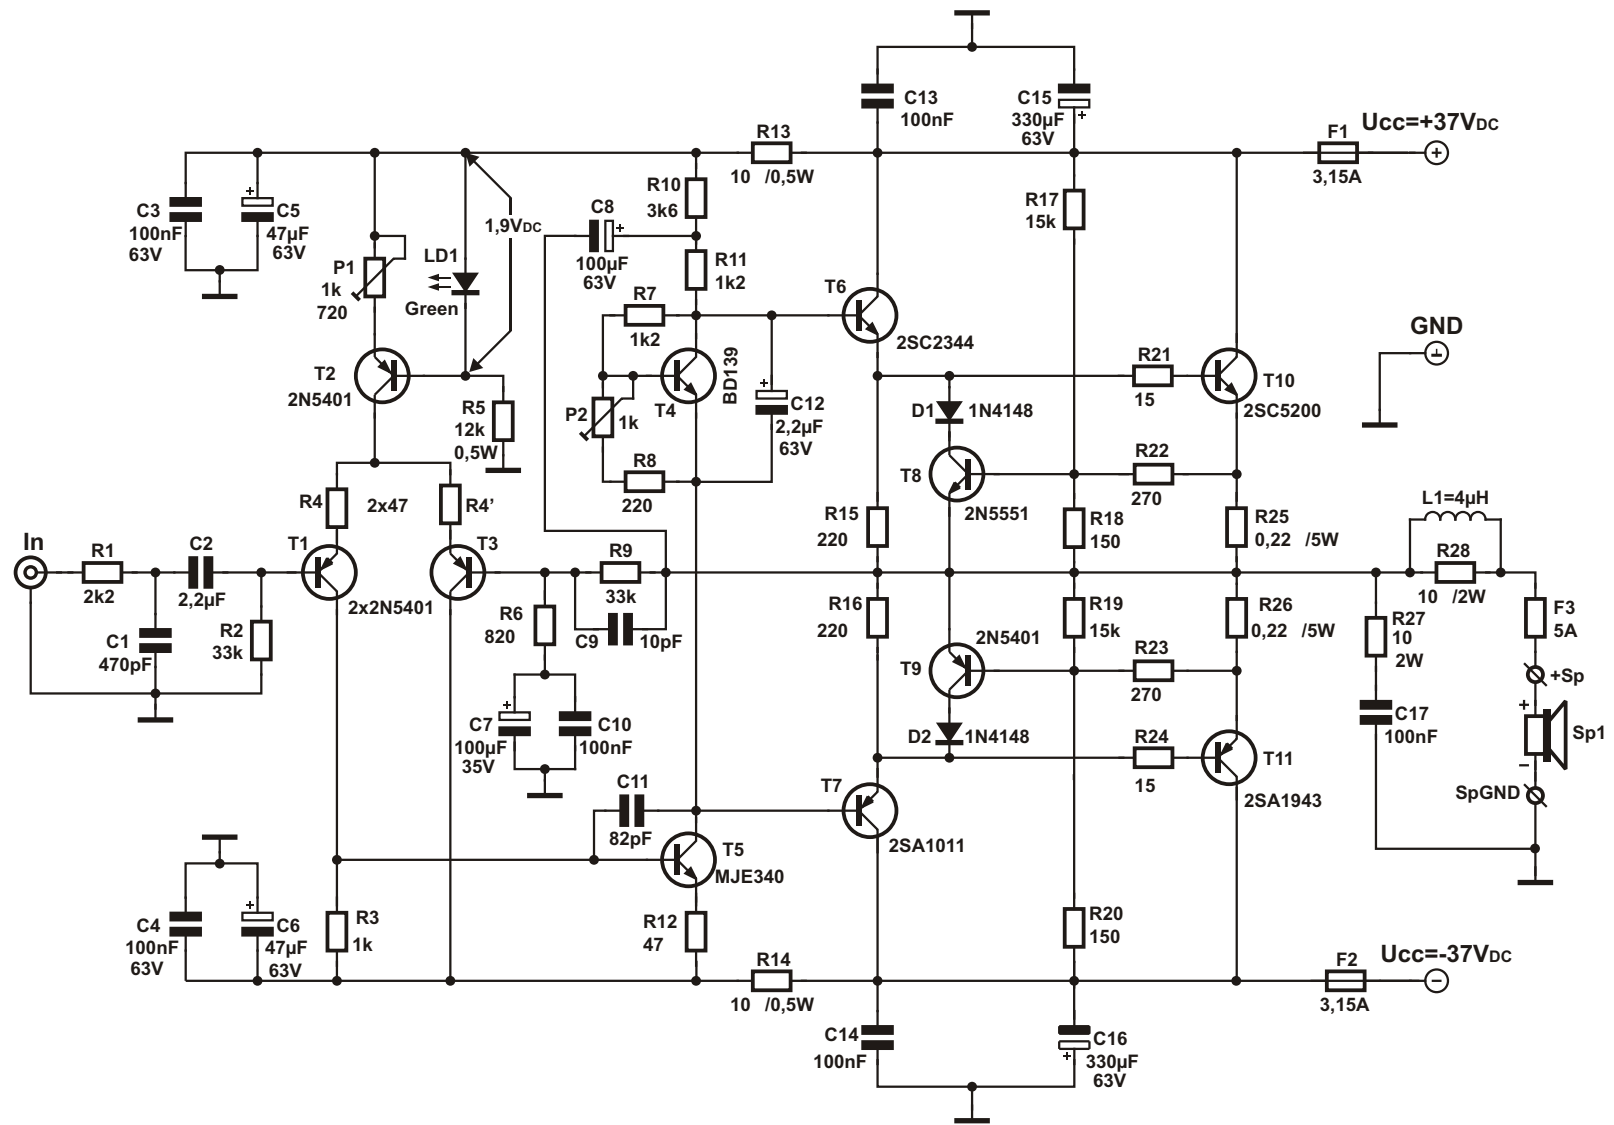 C13
100nF
C15
330µF
63V
+
Ucc=+37VDC
F1
3,15A
R13
10 /0,5W
C3
100nF
63V
+
C5
47µF
63V
P1
1k
720
LD1
Green
1,9VDC
C8
+
100µF
63V
R10
3k6
R11
1k2
R17
15k
T6
2SC2344
R7
1k2
T2
2N5401
R5
12k
0,5W
P2
1k
T4
BD139
+
C12
2,2µF
63V
R8
220
GND
R21
15
T10
2SC5200
D1
1N4148
T8
2N5551
R22
270
R4
2x47
R4’
R15
220
R18
150
R25
0,22 /5W
L1=4µH
R28
10 /2W
In
R1
2k2
C2
2,2µF
T1
T3
2x2N5401
R9
33k
C9
10pF
R6
820
C1
470pF
R2
33k
R16
220
R19
15k
R26
0,22 /5W
R27
10
2W
F3
5A
+Sp
2N5401
T9
R23
270
+
C7
100µF
35V
C10
100nF
D2
1N4148
R24
15
T11
2SA1943
C17
100nF
+
Sp1
–
SpGND
C11
82pF
T7
2SA1011
T5
MJE340
C4
100nF
63V
+
C6
47µF
63V
R3
1k
R12
47
R20
150
R14
10 /0,5W
F2
3,15A
Ucc=-37VDC
C14
100nF
+
C16
330µF
63V